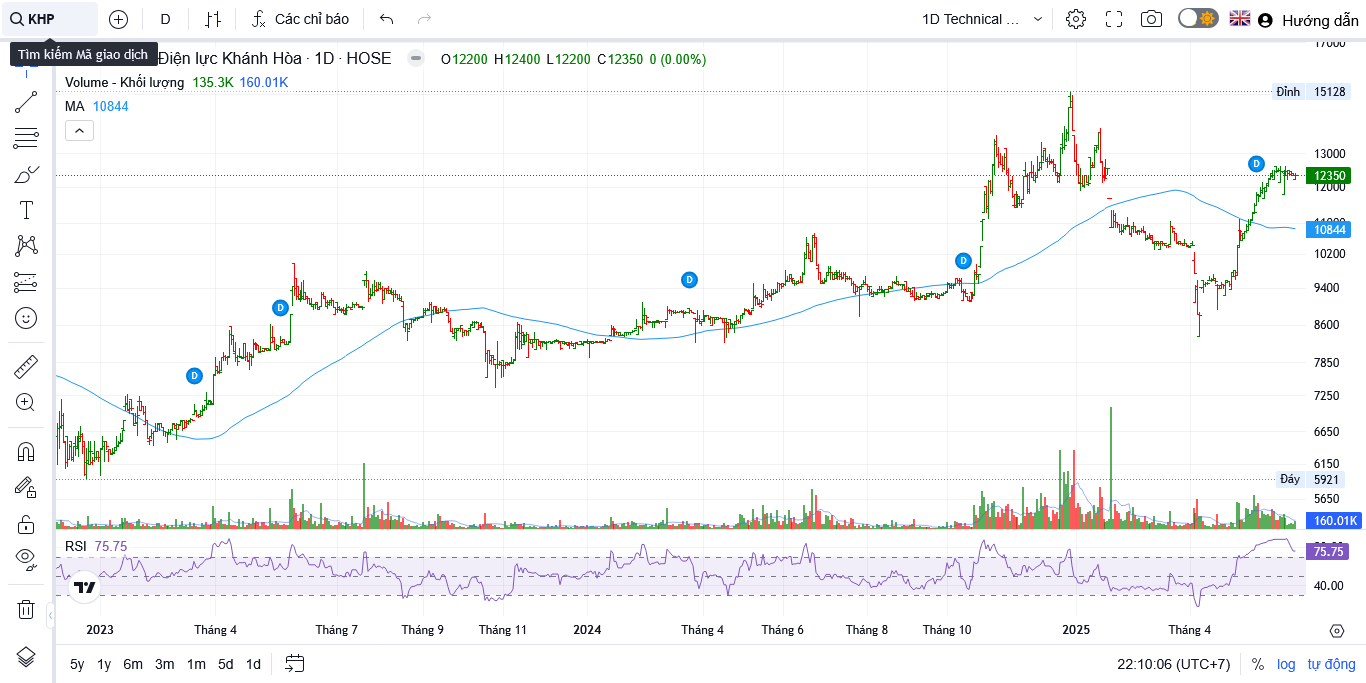 KHP
D
Các chỉ báo
1D Technical ...
Hướng dẫn
Tìm kiếm Mã giao dịch
Điện lực Khánh Hòa · 1D · HOSE
O12200 H12400 L12200 C12350 0 (0.00%)
Volume - Khối lượng 135.3K 160.01K
MA 10844
17000
Đỉnh 15128
13000
12350
12000
10844
10200
9400
8600
7850
7250
6650
6150
Đáy 5921
5650
160.01K
RSI 75.75
75.75
40.00
D
D
D
D
D
2023
Tháng 4
Tháng 7
Tháng 9
Tháng 11
2024
Tháng 4
Tháng 6
Tháng 8
Tháng 10
2025
Tháng 4
5y 1y 6m 3m 1m 5d 1d
22:10:06 (UTC+7)
% log tự động